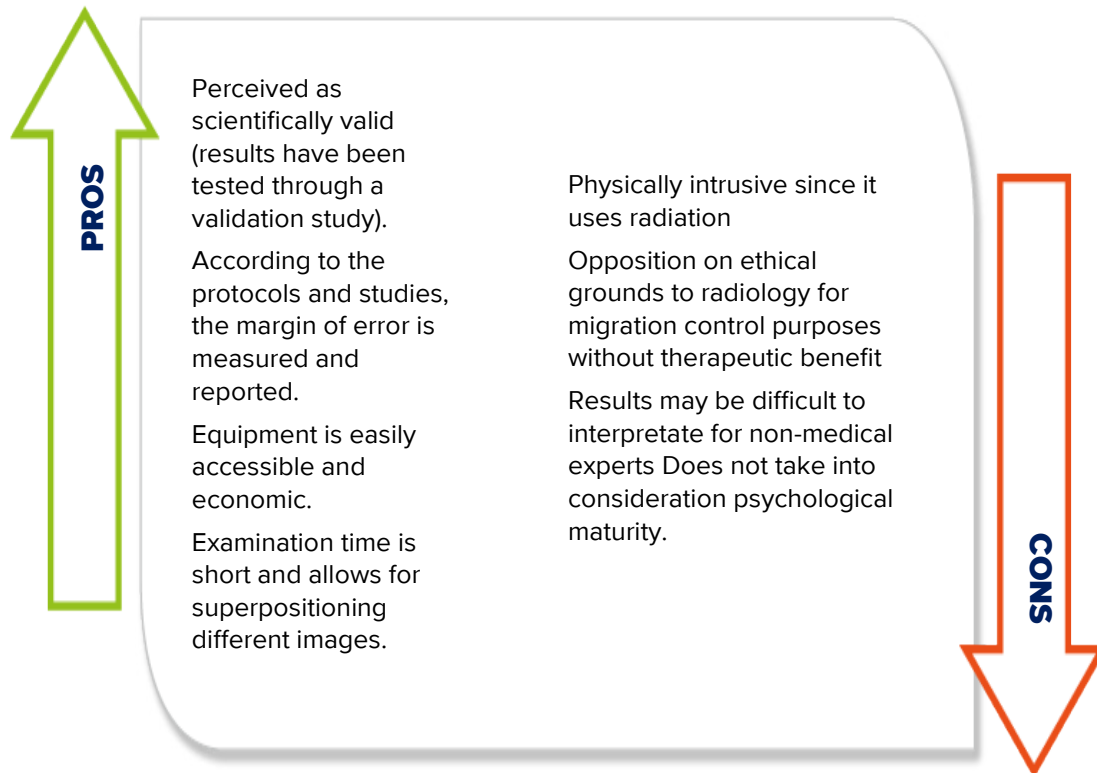 PROS
Perceived as
scientifically valid
(results have been
tested through a
validation study).
According to the
protocols and studies,
the margin of error is
measured and
reported.
Equipment is easily
accessible and
economic.
Examination time is
short and allows for
superpositioning
different images.
Physically intrusive since it
uses radiation
Opposition on ethical
grounds to radiology for
migration control purposes
without therapeutic benefit
Results may be difficult to
interpretate for non-medical
experts Does not take into
consideration psychological
maturity.
CONS